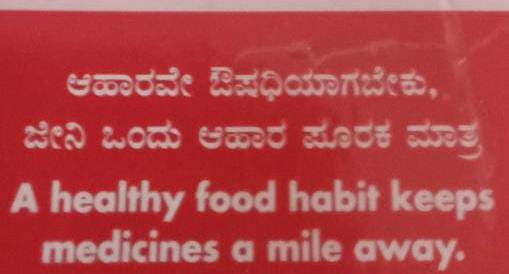 ಆಹಾರವೇ ಔಷಧಿಯಾಗಬೇಕು,
ಜೀನಿ ಒಂದು ಆಹಾರ ಪೂರಕ ಮಾತ್ರ
A healthy food habit keeps
medicines a mile away.